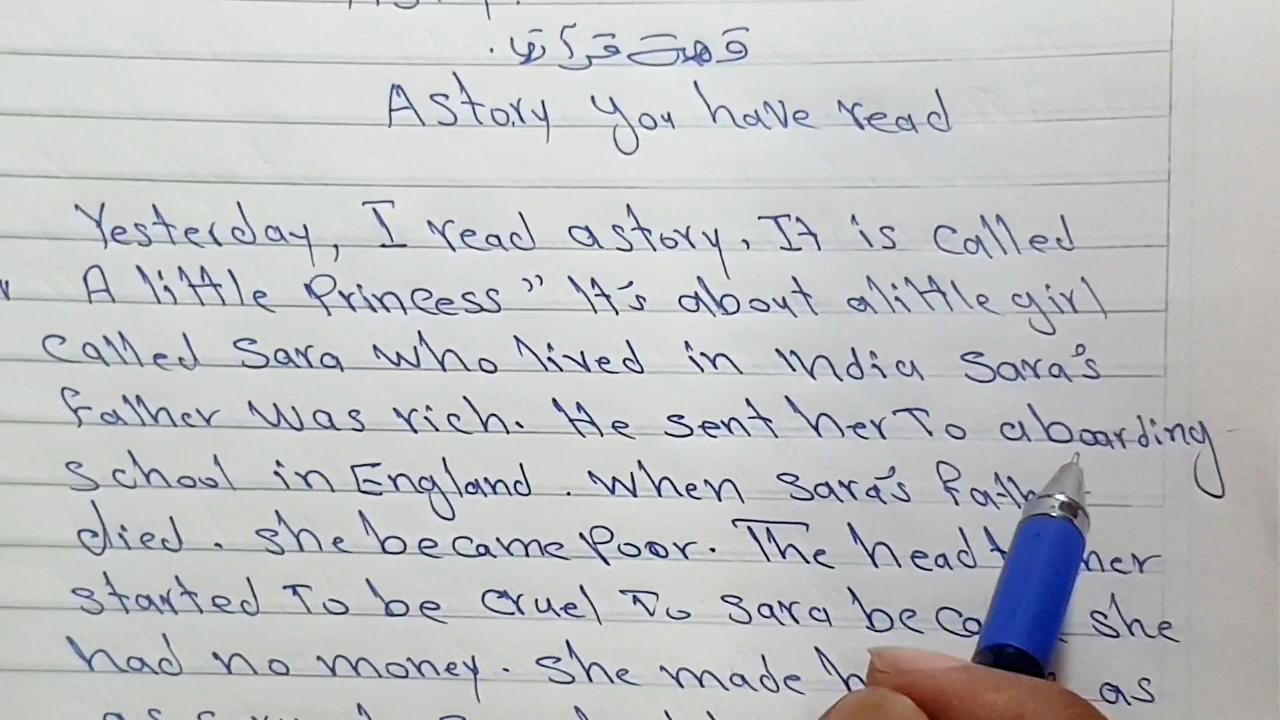 قصة قرأتها.
A story you have read
Yesterday, I read a story. It is called
" A little Princess" It's about a little girl
called Sara who lived in india Sara's
father was rich. He sent her To a boarding
school in England. when Sara's
died. she became poor. The
started To be cruel To Sara she
had no money. She made as